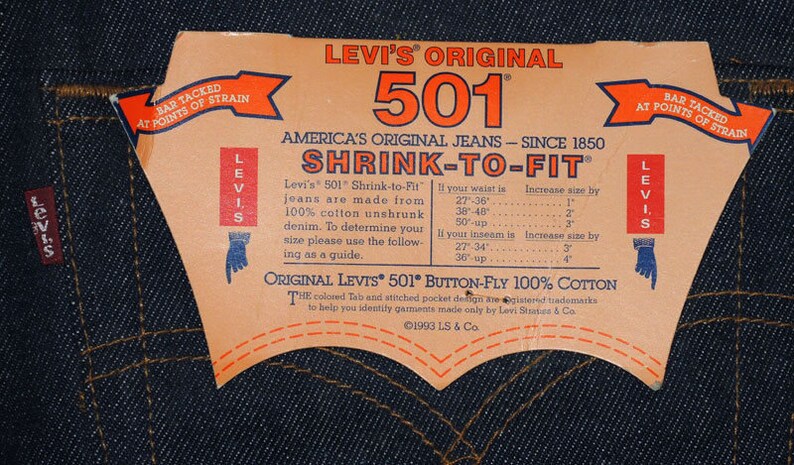 LEVI'S® ORIGINAL
501®
BAR TACKED
AT POINTS OF STRAIN
BAR TACKED
AT POINTS OF STRAIN
AMERICA'S ORIGINAL JEANS — SINCE 1850
SHRINK-TO-FIT®
LEVI'S
LEVI'S
Levi's
Levi's® 501® Shrink-to-Fit™
jeans are made from
100% cotton unshrunk
denim. To determine your
size please use the follow-
ing as a guide.
If your waist is Increase size by
27"-36" . . . . . . . . . . . . 1"
38"-48" . . . . . . . . . . . . 2"
50"-up . . . . . . . . . . . . 3"
If your inseam is Increase size by
27"-34" . . . . . . . . . . . . 3"
36"-up . . . . . . . . . . . . 4"
ORIGINAL LEVI'S® 501® BUTTON-FLY 100% COTTON
THE colored Tab and stitched pocket design are registered trademarks
to help you identify garments made only by Levi Strauss & Co.
©1993 LS & Co.